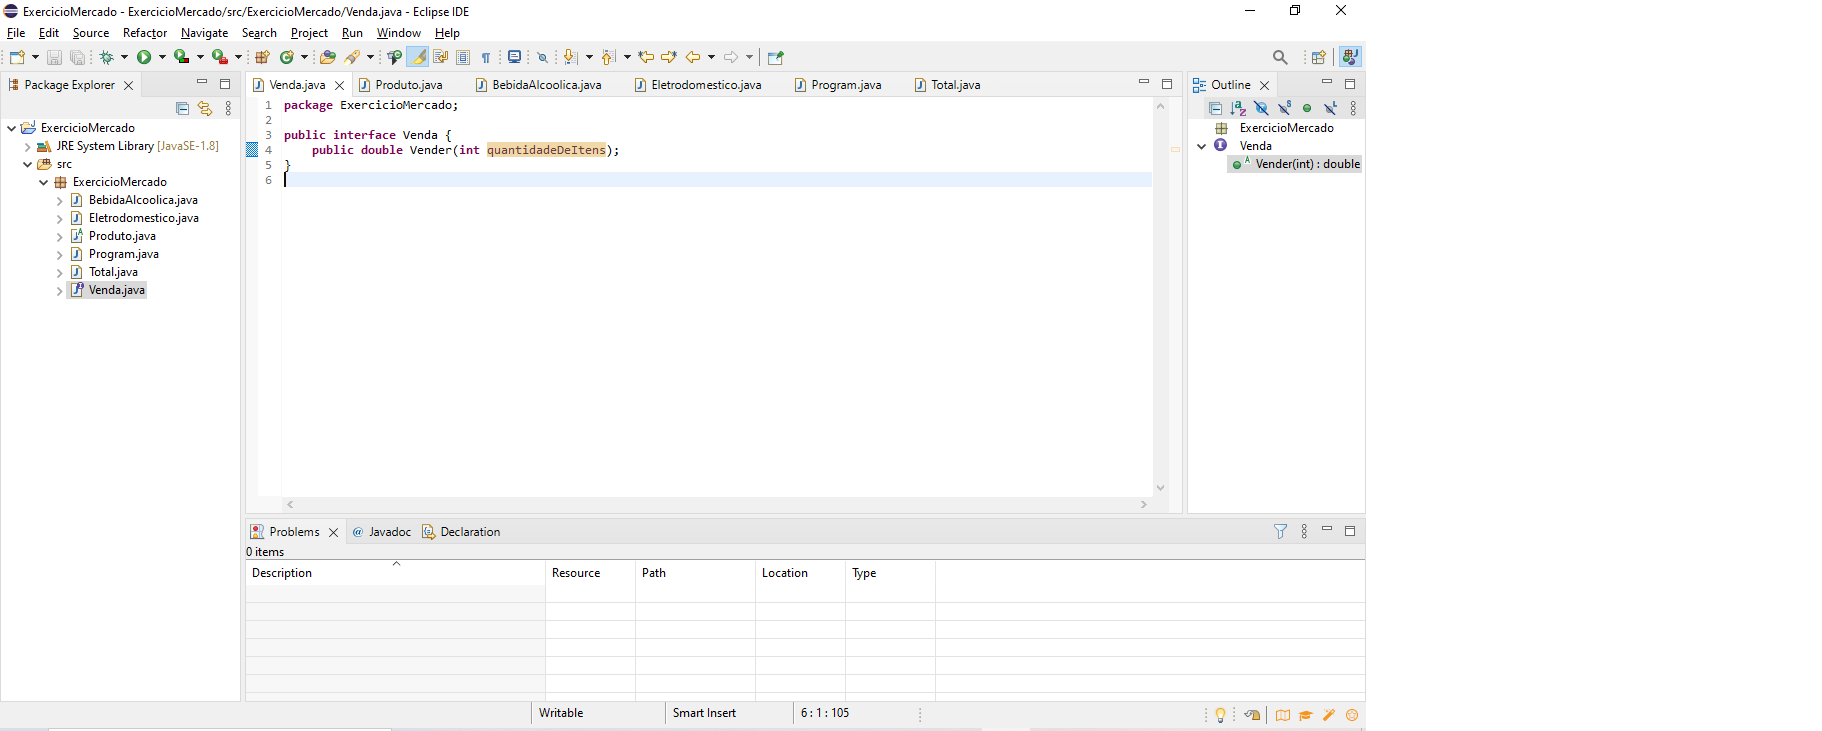 ExercicioMercado - ExercicioMercado/src/ExercicioMercado/Venda.java - Eclipse IDE
File Edit Source Refactor Navigate Search Project Run Window Help
Package Explorer
ExercicioMercado
JRE System Library [JavaSE-1.8]
src
ExercicioMercado
BebidaAlcoolica.java
Eletrodomestico.java
Produto.java
Program.java
Total.java
Venda.java
Venda.java Produto.java BebidaAlcoolica.java Eletrodomestico.java Program.java Total.java
1 package ExercicioMercado;
2
3 public interface Venda {
4 public double Vender(int quantidadeDeItens);
5 }
6
Outline
ExercicioMercado
Venda
Vender(int) : double
Problems @ Javadoc Declaration
0 items
Description Resource Path Location Type
Writable Smart Insert 6 : 1 : 105